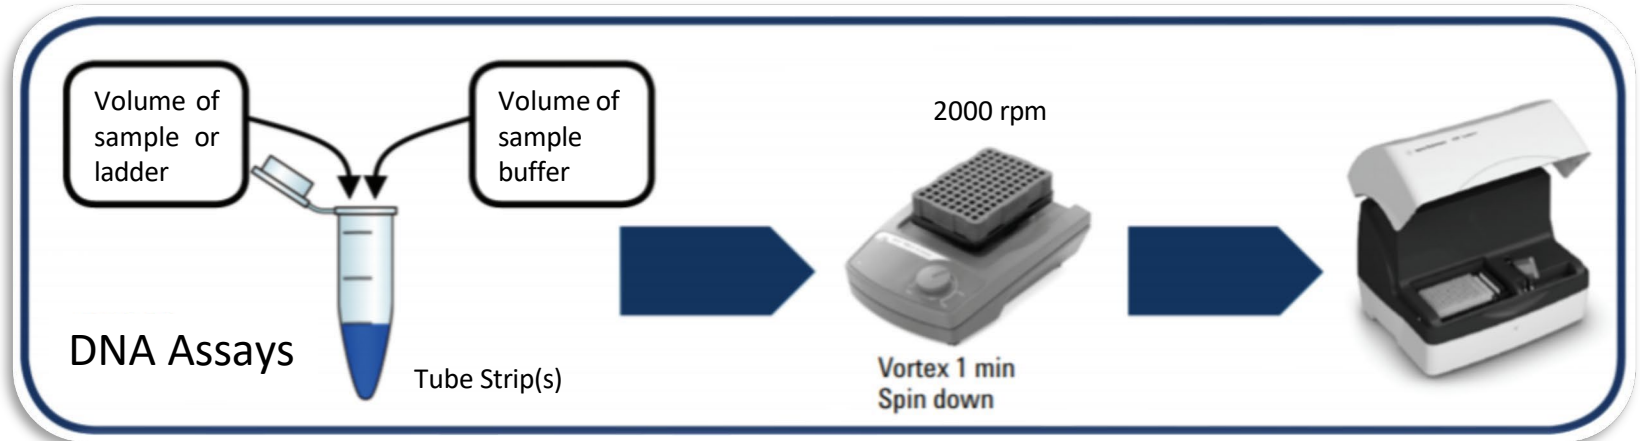 Volume of
sample or
ladder
Volume of
sample
buffer
2000 rpm
DNA Assays
Tube Strip(s)
Vortex 1 min
Spin down